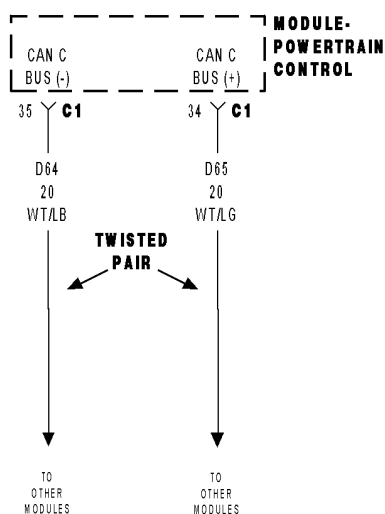 MODULE-
POWERTRAIN
CONTROL
CAN C
BUS (-)
CAN C
BUS (+)
35 C1
34 C1
D64
20
WT/LB
D65
20
WT/LG
TWISTED
PAIR
TO
OTHER
MODULES
TO
OTHER
MODULES